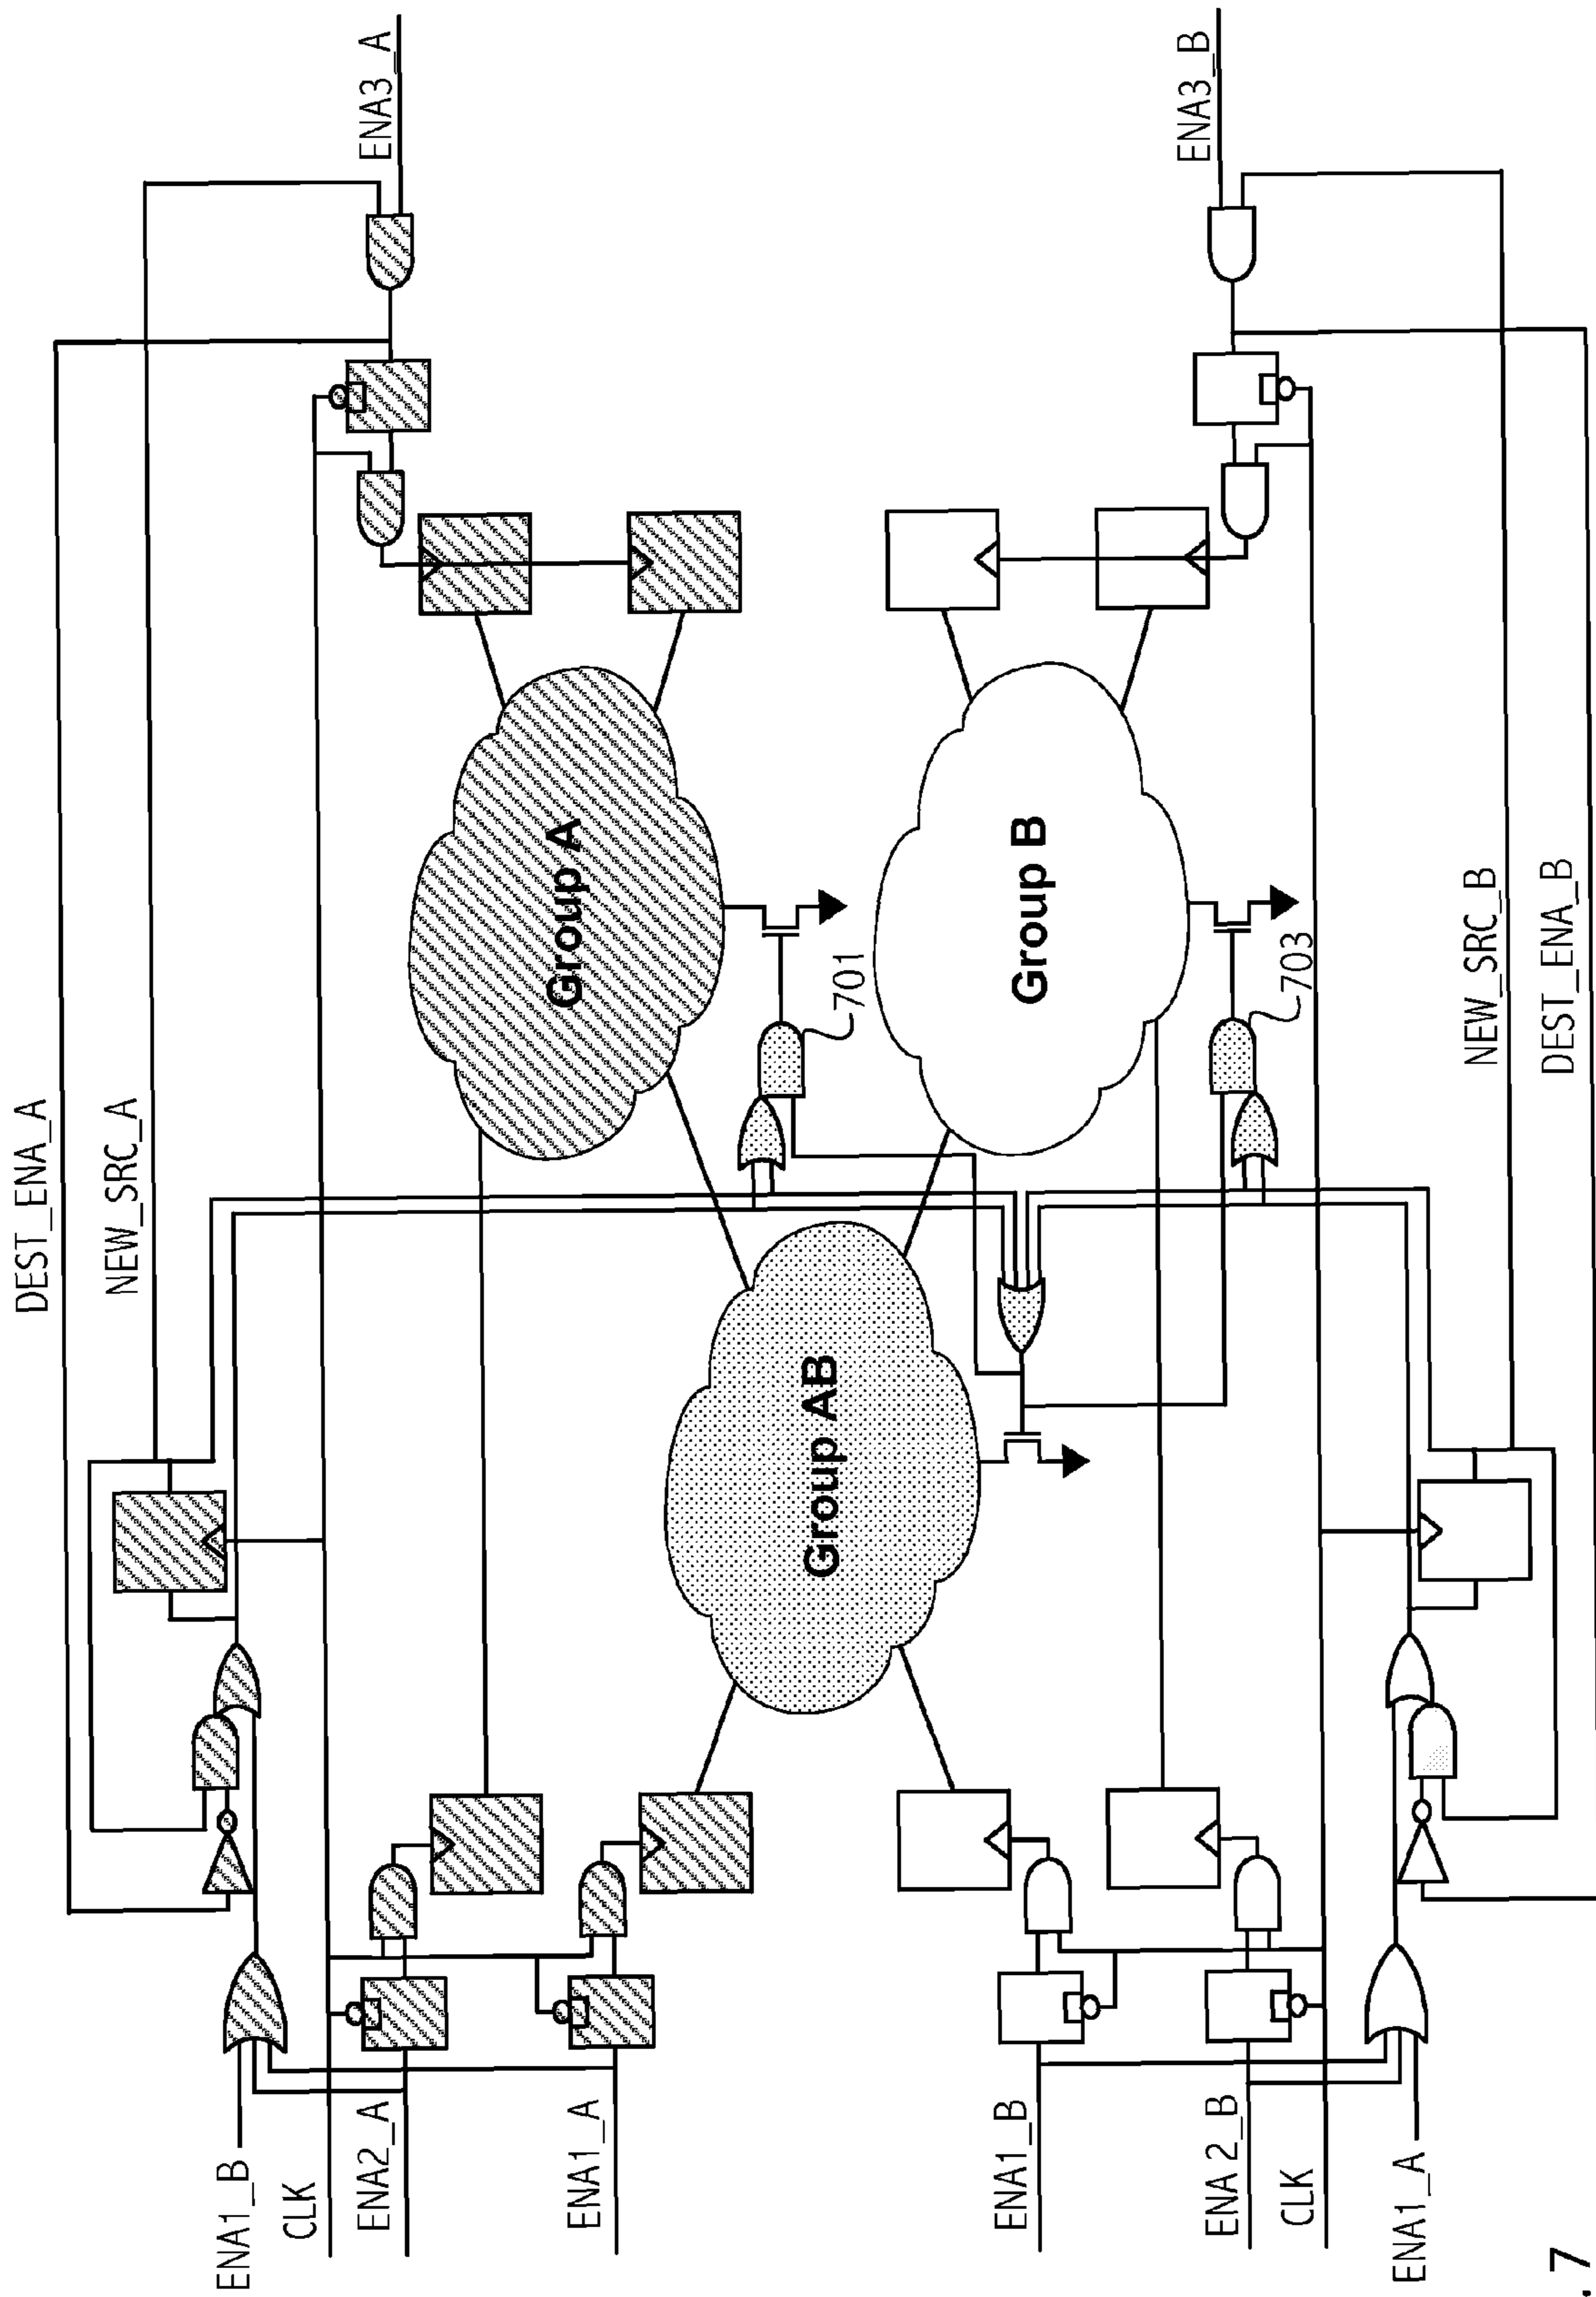 DEST_ENA_A
NEW_SRC_A
ENA3_A
ENA1_B
CLK
ENA2_A
ENA1_A
Group A
701
Group AB
Group B
703
ENA3_B
ENA1_B
ENA 2_B
CLK
ENA1_A
NEW_SRC_B
DEST_ENA_B
.7